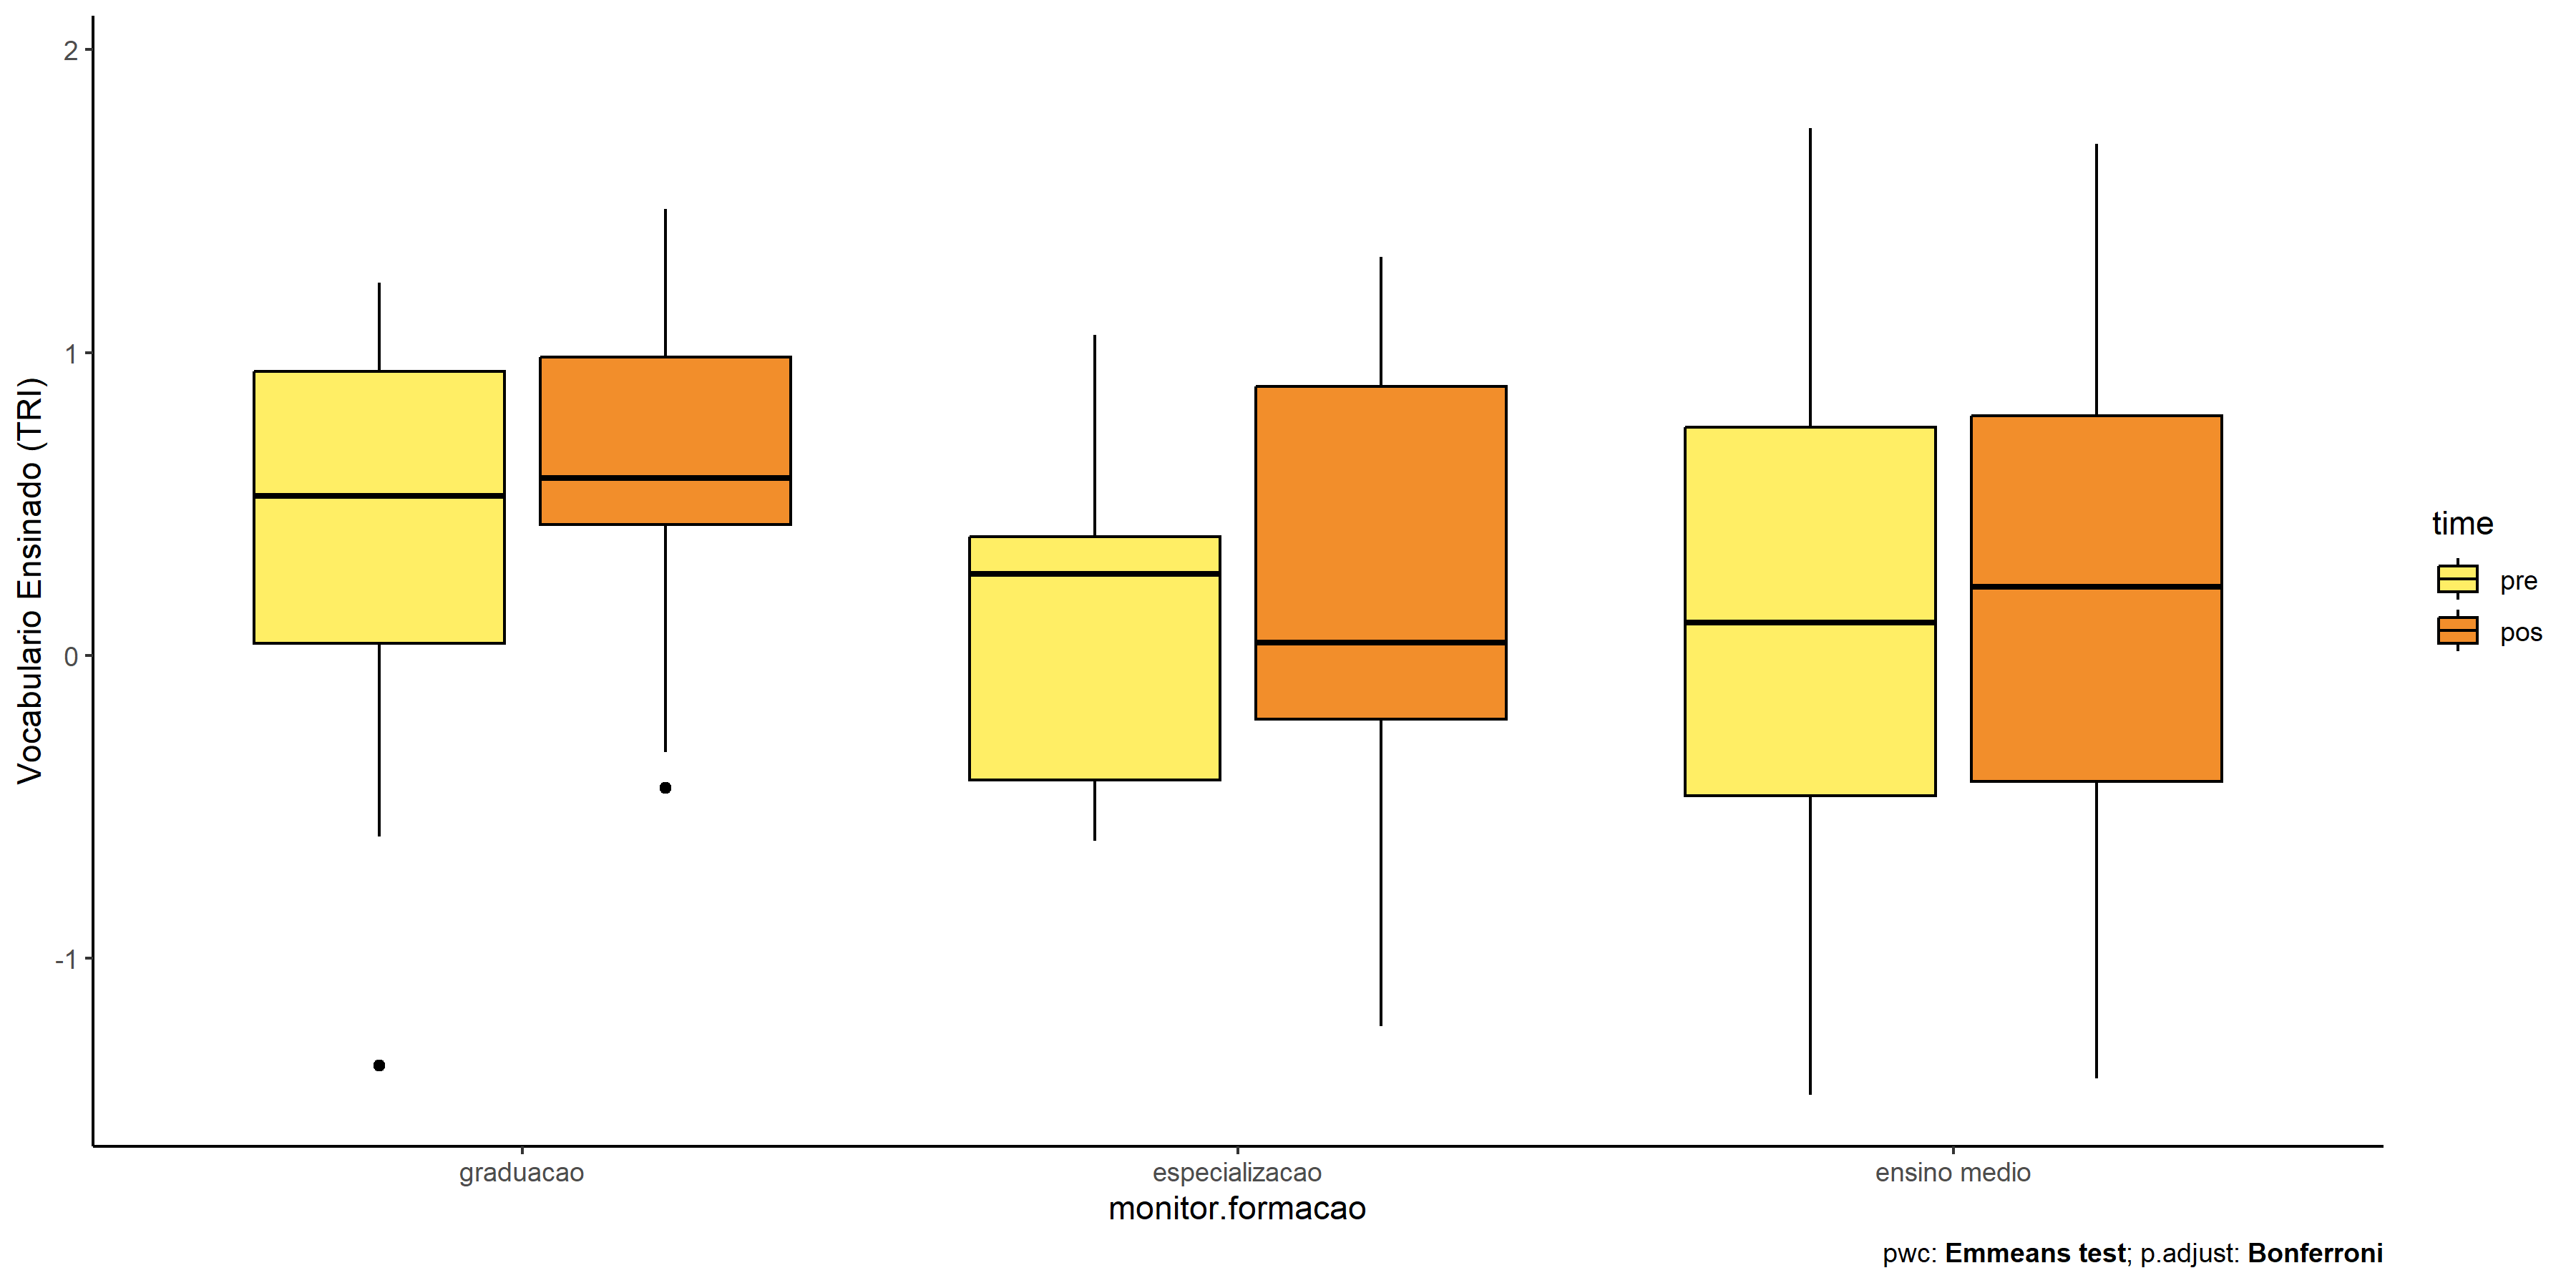 Vocabulario Ensinado (TRI)
2
1
0
-1
graduacao
especializacao
ensino medio
monitor.formacao
time
pre
pos
pwc: Emmeans test; p.adjust: Bonferroni